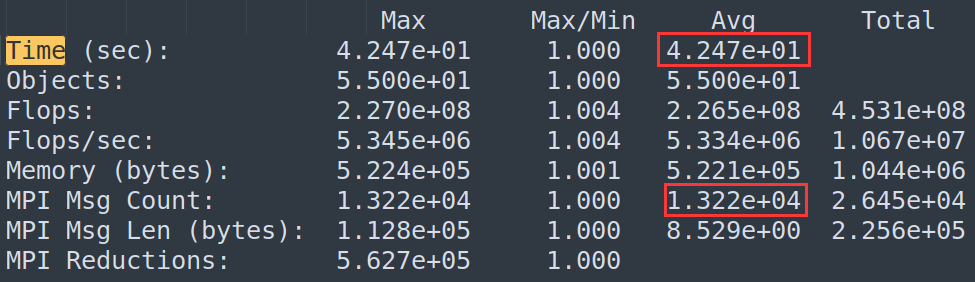 Max Max/Min Avg Total
Time (sec): 4.247e+01 1.000 4.247e+01
Objects: 5.500e+01 1.000 5.500e+01
Flops: 2.270e+08 1.004 2.265e+08 4.531e+08
Flops/sec: 5.345e+06 1.004 5.334e+06 1.067e+07
Memory (bytes): 5.224e+05 1.001 5.221e+05 1.044e+06
MPI Msg Count: 1.322e+04 1.000 1.322e+04 2.645e+04
MPI Msg Len (bytes): 1.128e+05 1.000 8.529e+00 2.256e+05
MPI Reductions: 5.627e+05 1.000